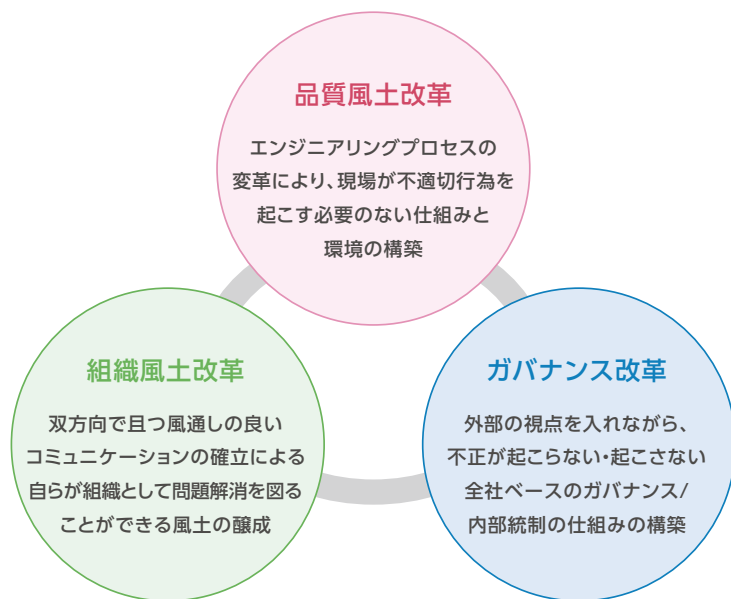 品質風土改革
エンジニアリングプロセスの
変革により、現場が不適切行為を
起こす必要のない仕組みと
環境の構築
組織風土改革
双方向で且つ風通しの良い
コミュニケーションの確立による
自らが組織として問題解消を図る
ことができる風土の醸成
ガバナンス改革
外部の視点を入れながら、
不正が起こらない・起こさない
全社ベースのガバナンス/
内部統制の仕組みの構築